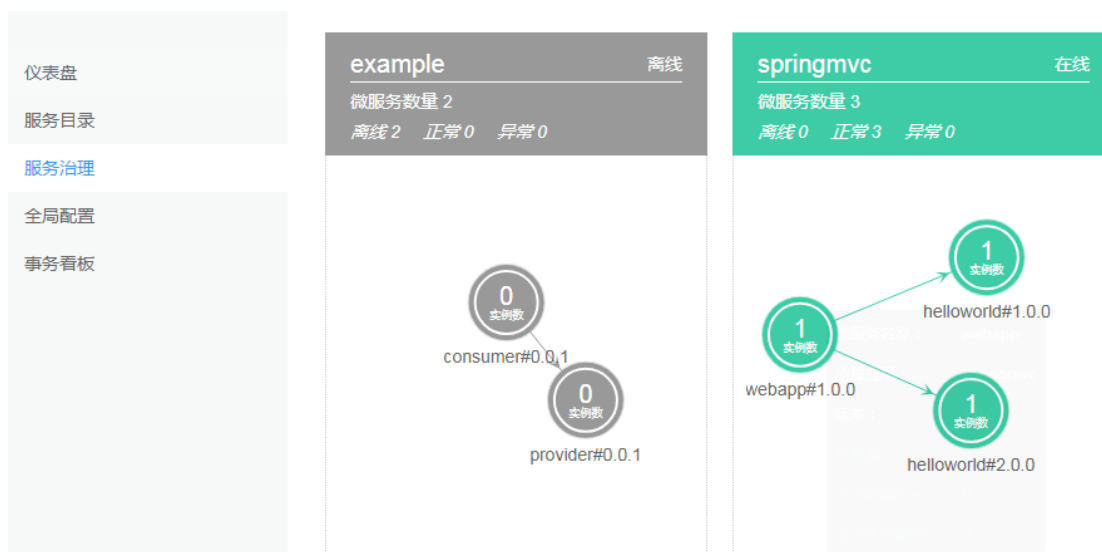 仪表盘
服务目录
服务治理
全局配置
事务看板
example 离线
微服务数量 2
离线 2 正常 0 异常 0
0
实例数
consumer#0.0.1
0
实例数
provider#0.0.1
springmvc 在线
微服务数量 3
离线 0 正常 3 异常 0
1
实例数
helloworld#1.0.0
1
实例数
webapp#1.0.0
1
实例数
helloworld#2.0.0